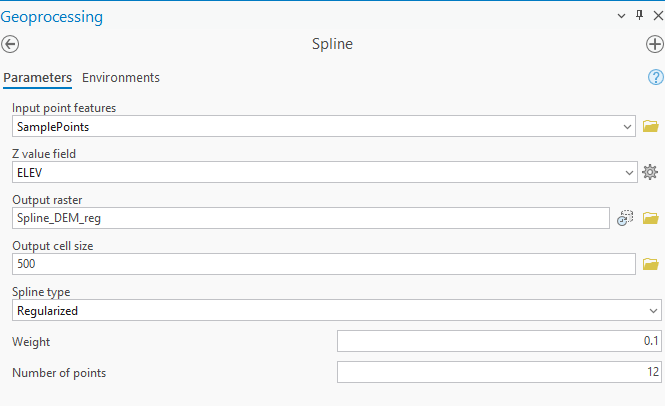 Geoprocessing
Spline
Parameters Environments
Input point features
SamplePoints
Z value field
ELEV
Output raster
Spline_DEM_reg
Output cell size
500
Spline type
Regularized
Weight 0.1
Number of points 12